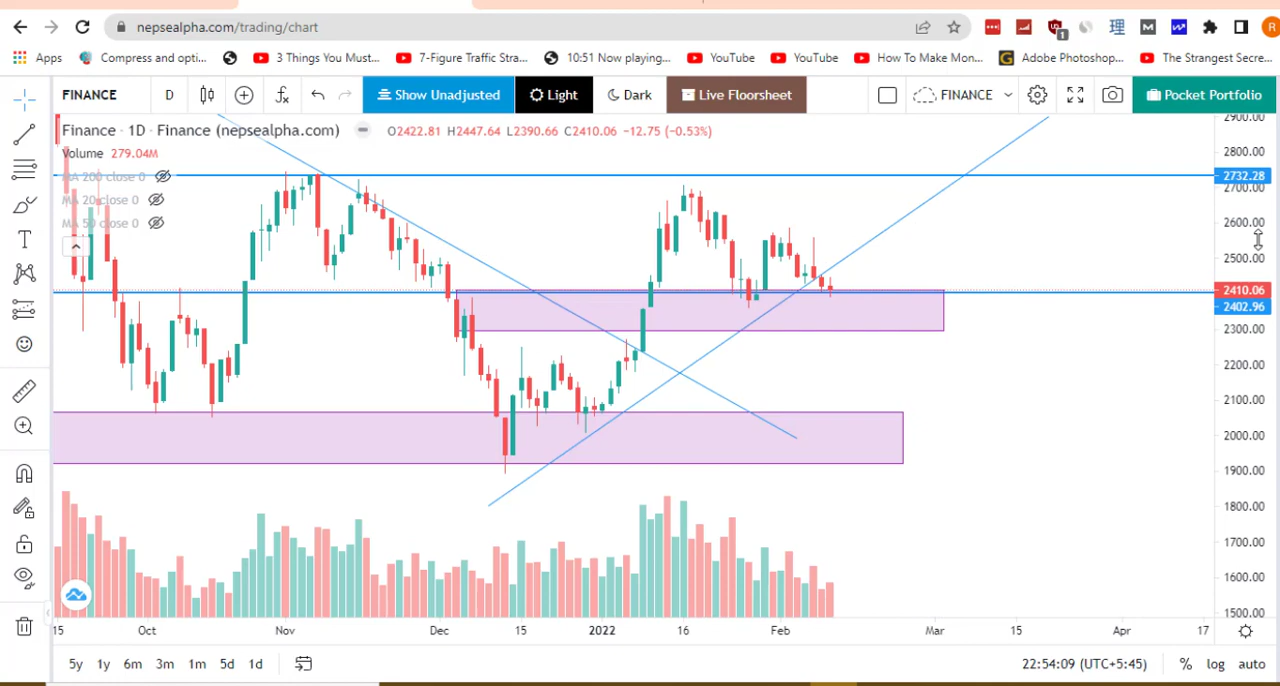 nepsealpha.com/trading/chart
Apps Compress and opti... 3 Things You Must... 7-Figure Traffic Stra... 10:51 Now playing... YouTube YouTube How To Make Mon... Adobe Photoshop... The Strangest Secre...
FINANCE D Show Unadjusted Light Dark Live Floorsheet FINANCE Pocket Portfolio
Finance · 1D · Finance (nepsealpha.com) O2422.81 H2447.64 L2390.66 C2410.06 −12.75 (−0.53%)
Volume 279.04M
MA 200 close 0
MA 20 close 0
MA 50 close 0
2900.00
2800.00
2732.28
2700.00
2600.00
2500.00
2410.06
2402.96
2300.00
2200.00
2100.00
2000.00
1900.00
1800.00
1700.00
1600.00
1500.00
15 Oct Nov Dec 15 2022 16 Feb Mar 15 Apr 17
5y 1y 6m 3m 1m 5d 1d 22:54:09 (UTC+5:45) % log auto